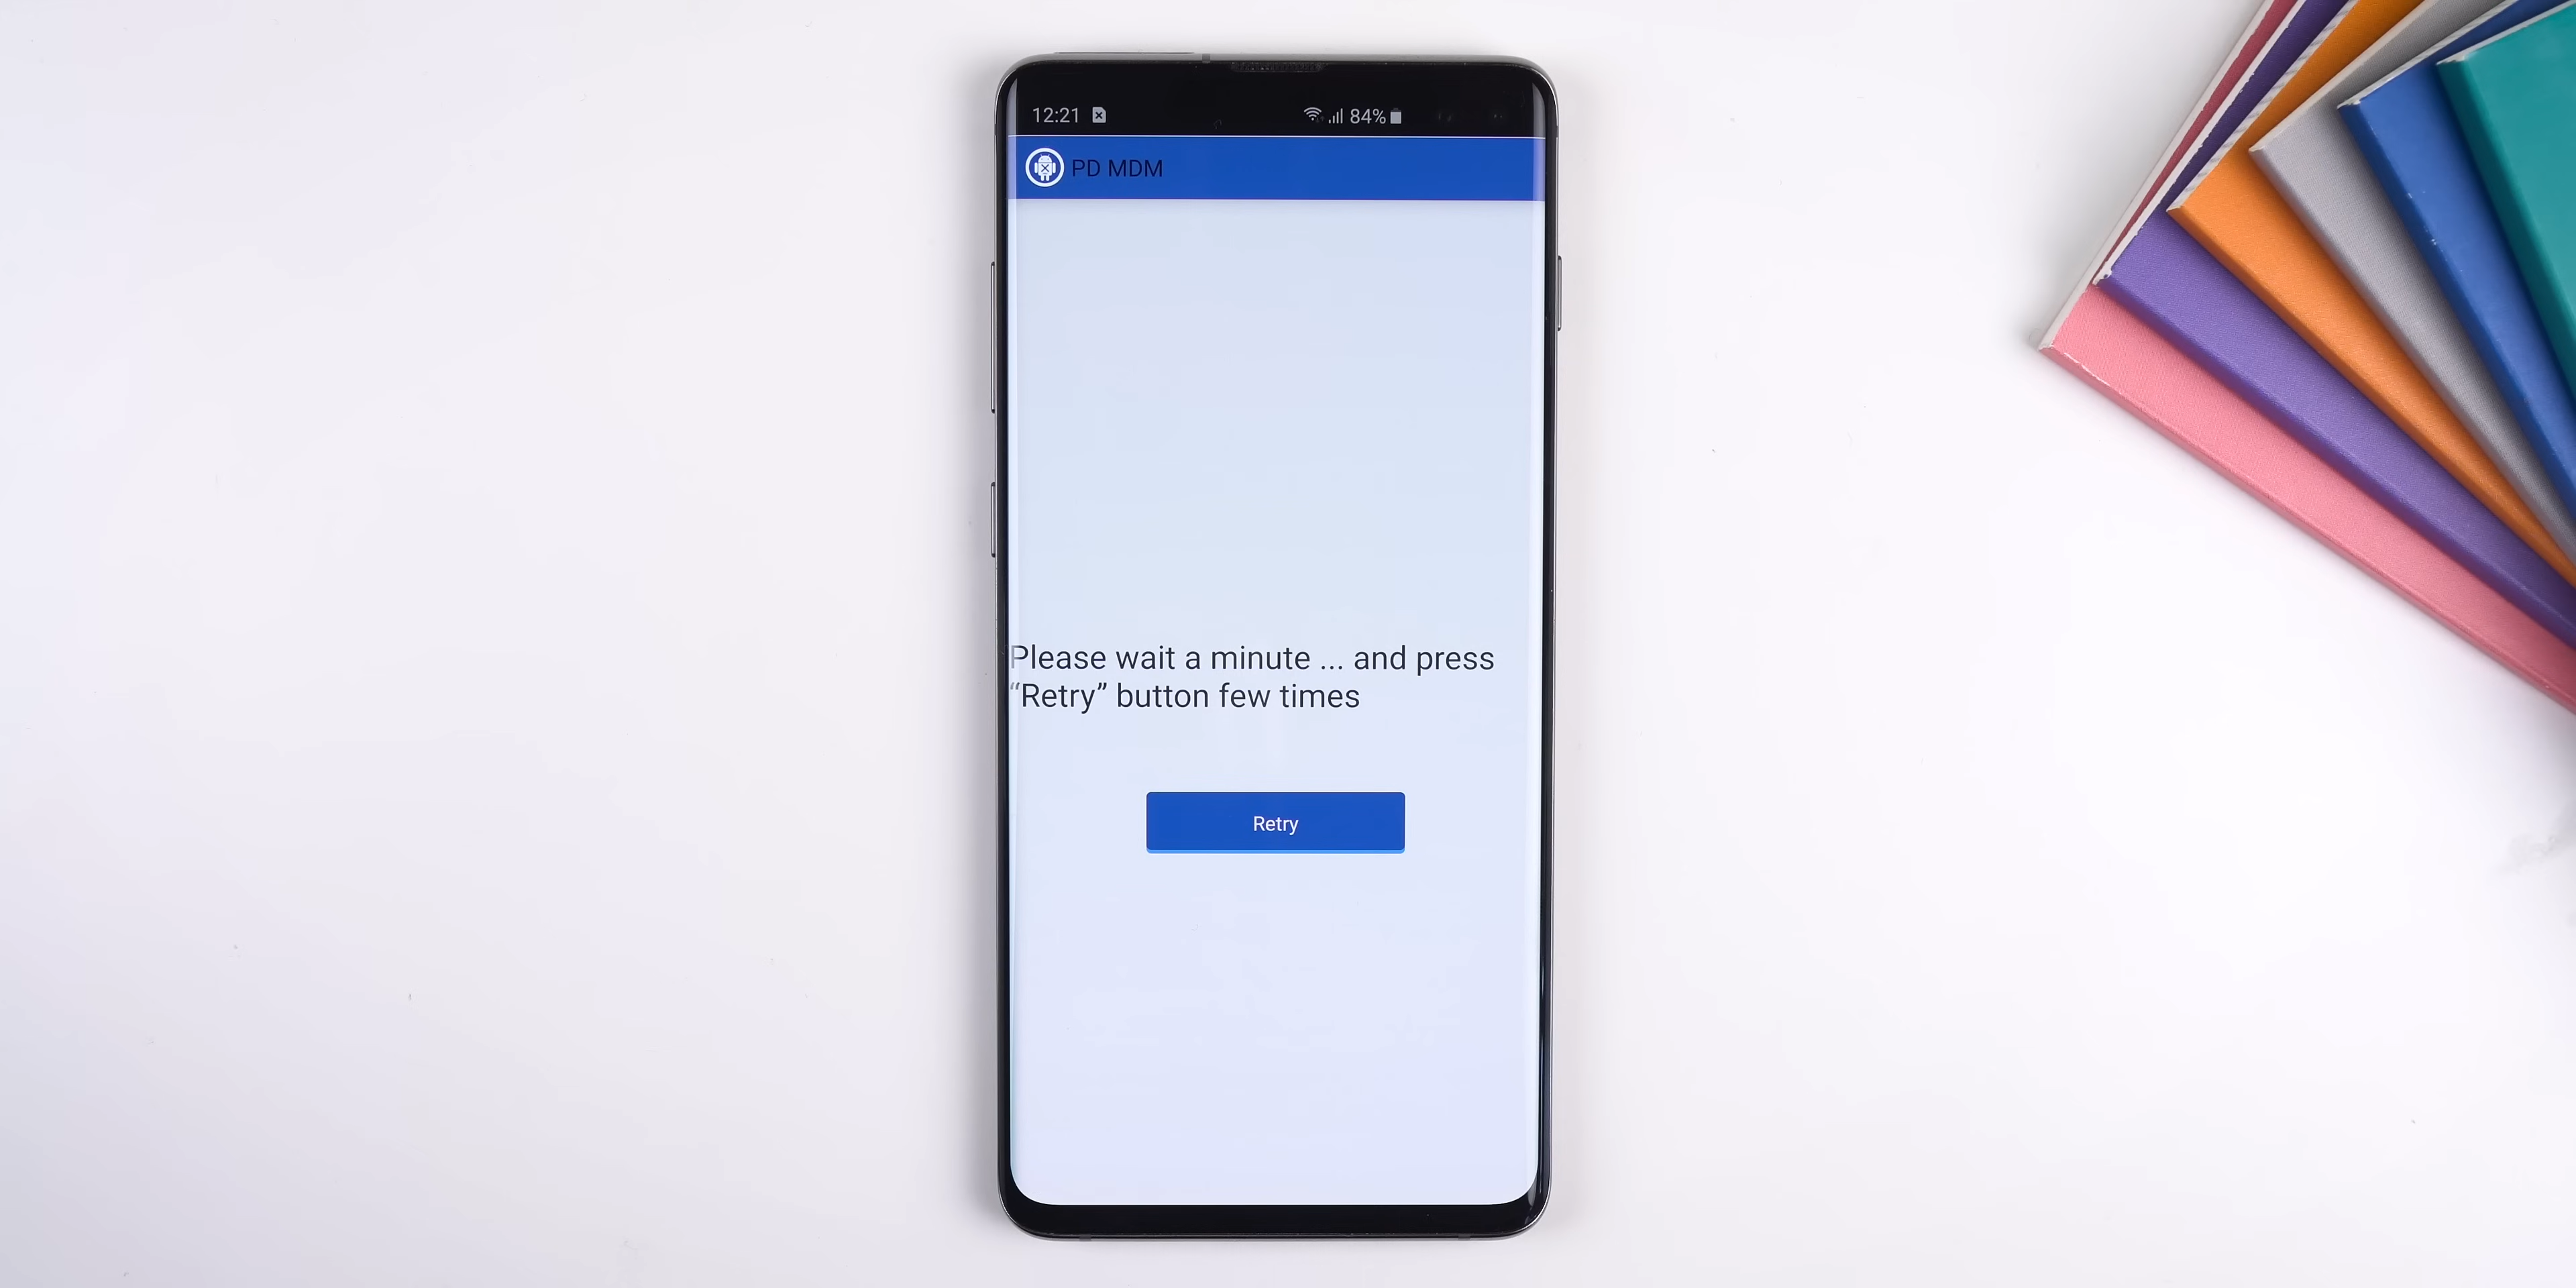 12:21 84%
PD MDM
Please wait a minute ... and press
“Retry” button few times
Retry